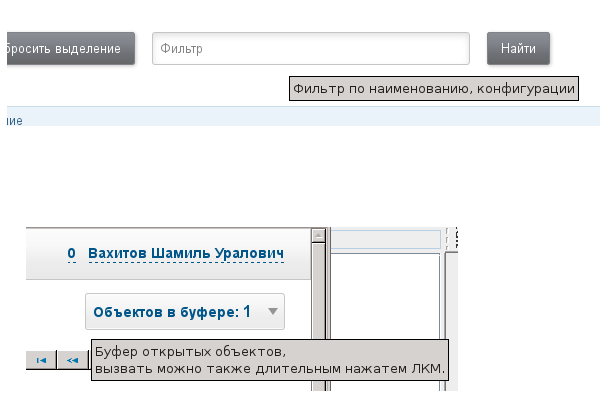 бросить выделение
Фильтр
Найти
Фильтр по наименованию, конфигурации
ние
0 Вахитов Шамиль Уралович
Объектов в буфере: 1
Буфер открытых объектов,
вызвать можно также длительным нажатем ЛКМ.